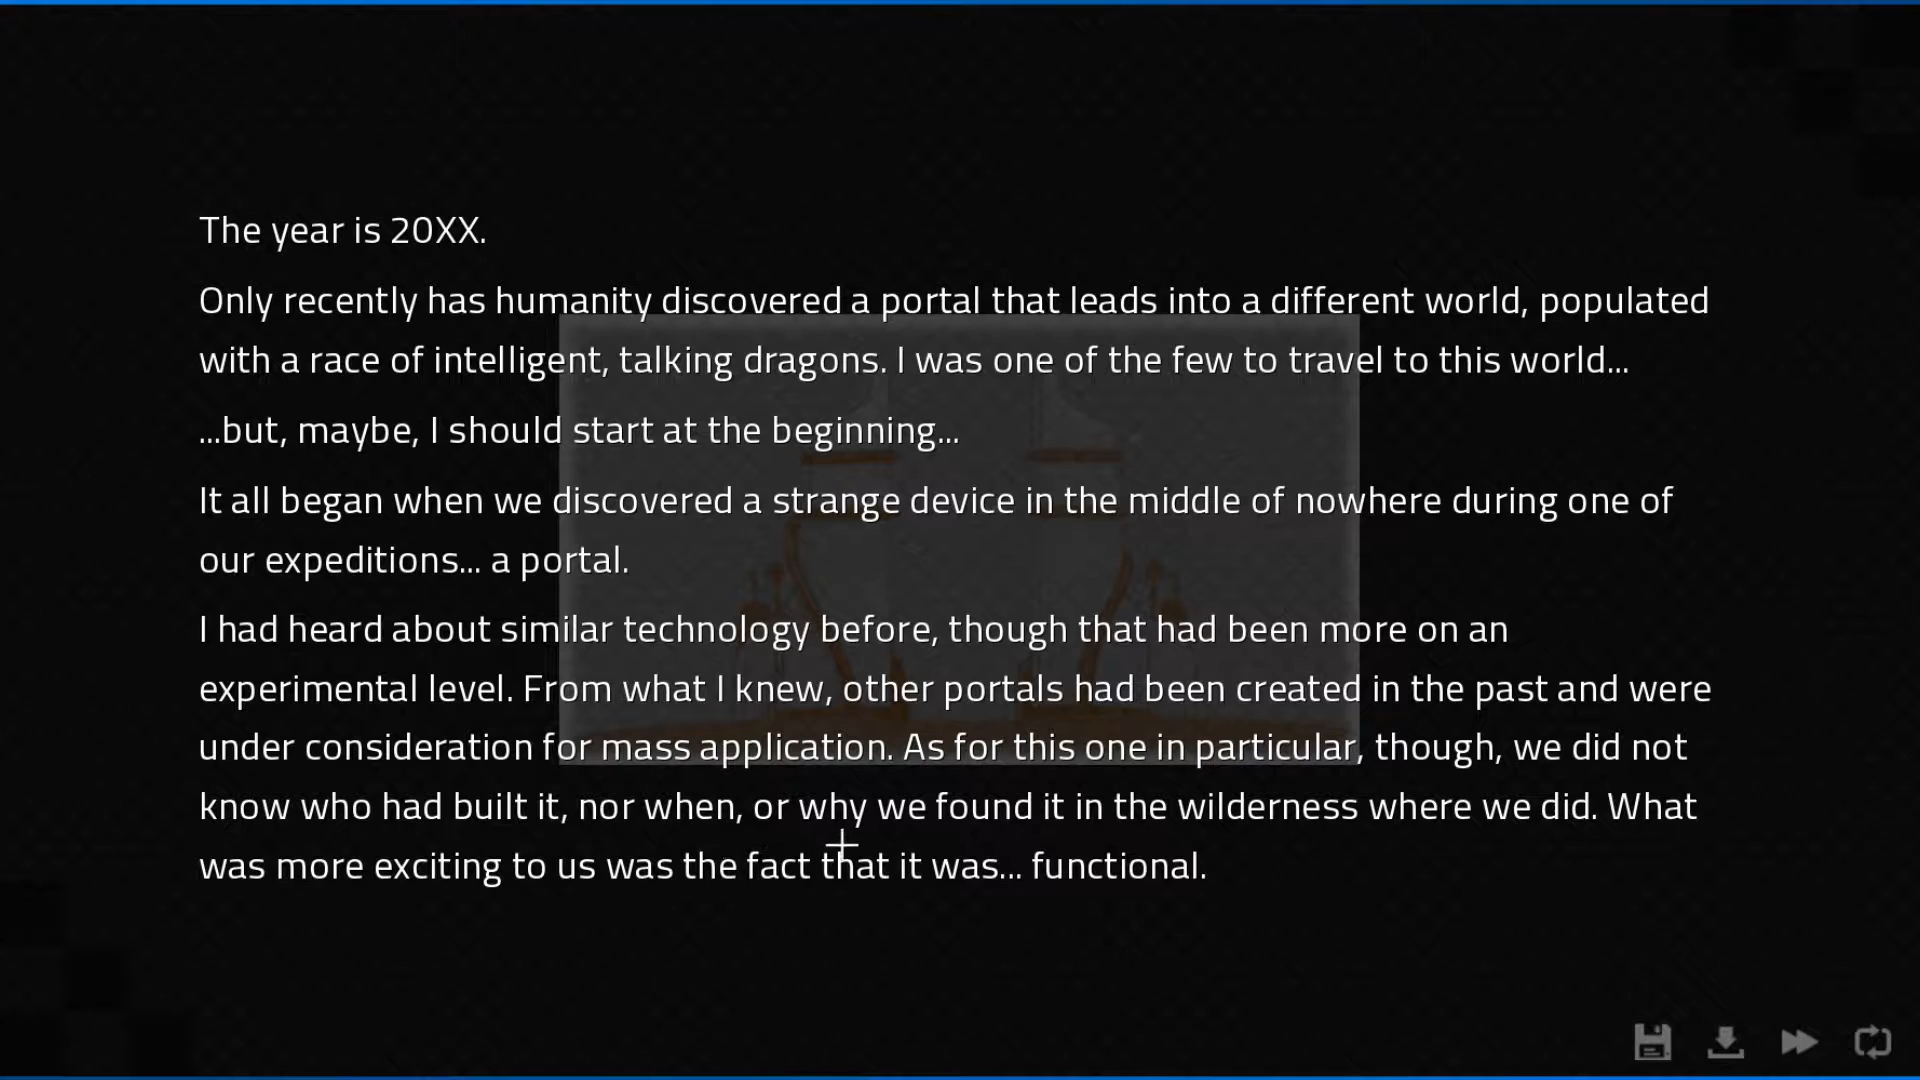 The year is 20XX.
Only recently has humanity discovered a portal that leads into a different world, populated
with a race of intelligent, talking dragons. I was one of the few to travel to this world...
...but, maybe, I should start at the beginning...
It all began when we discovered a strange device in the middle of nowhere during one of
our expeditions... a portal.
I had heard about similar technology before, though that had been more on an
experimental level. From what I knew, other portals had been created in the past and were
under consideration for mass application. As for this one in particular, though, we did not
know who had built it, nor when, or why we found it in the wilderness where we did. What
was more exciting to us was the fact that it was... functional.